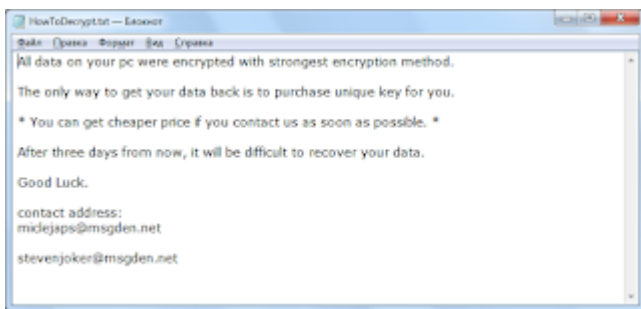 HowToDecrypt.txt — Блокнот
Файл Правка Формат Вид Справка
All data on your pc were encrypted with strongest encryption method.
The only way to get your data back is to purchase unique key for you.
* You can get cheaper price if you contact us as soon as possible. *
After three days from now, it will be difficult to recover your data.
Good Luck.
contact address:
miclejaps@msgden.net
stevenjoker@msgden.net